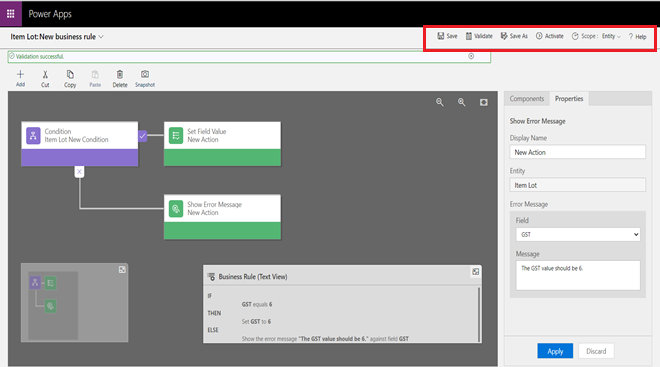 Power Apps
Item Lot:New business rule
Save Validate Save As Activate Scope : Entity ? Help
Validation successful.
Add Cut Copy Paste Delete Snapshot
Components Properties
Condition
Item Lot New Condition
Set Field Value
New Action
Show Error Message
New Action
Show Error Message
Display Name
New Action
Entity
Item Lot
Error Message
Field
GST
Message
The GST value should be 6.
Business Rule (Text View)
IF
GST equals 6
THEN
Set GST to 6
ELSE
Show the error message "The GST value should be 6." against field GST
Apply Discard